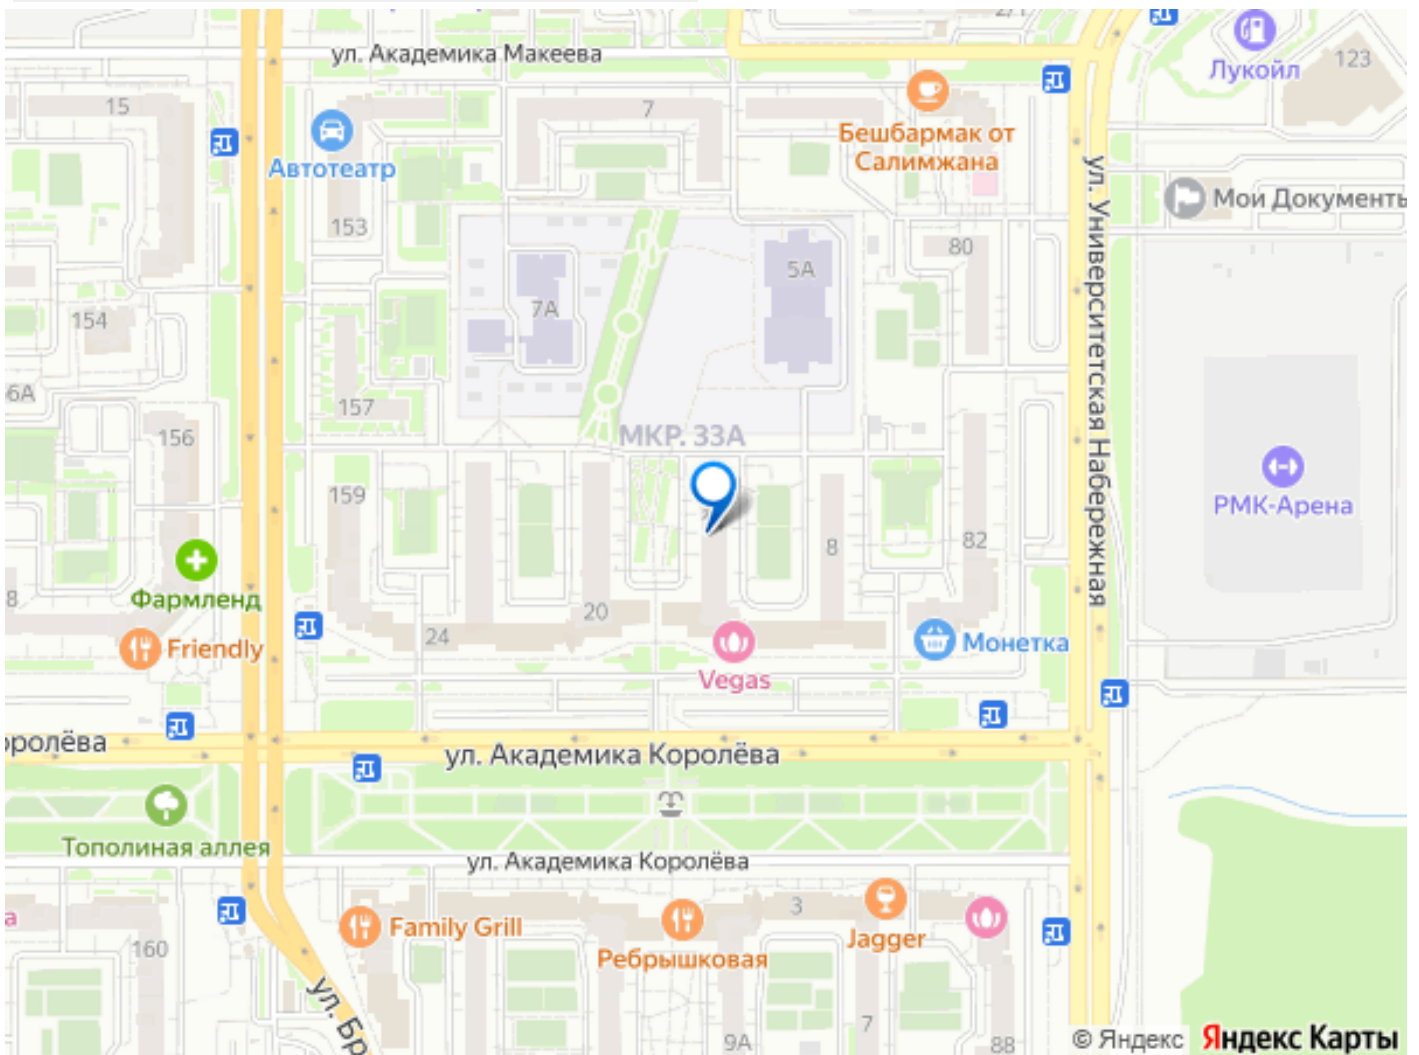 ул. Академика Макеева
Лукойл
123
15
7
Бешбармак от
Салимжана
Автотеатр
ул. Университетская Набережная
Мои Документы
153
80
5А
7А
154
157
156
МКР. 33А
РМК-Арена
159
8
82
Фармленд
20
24
Friendly
Монетка
Vegas
ул. Академика Королёва
Тополиная аллея
ул. Академика Королёва
3
Family Grill
Jagger
160
Ребрышковая
7
9А
88
© Яндекс Яндекс Карты